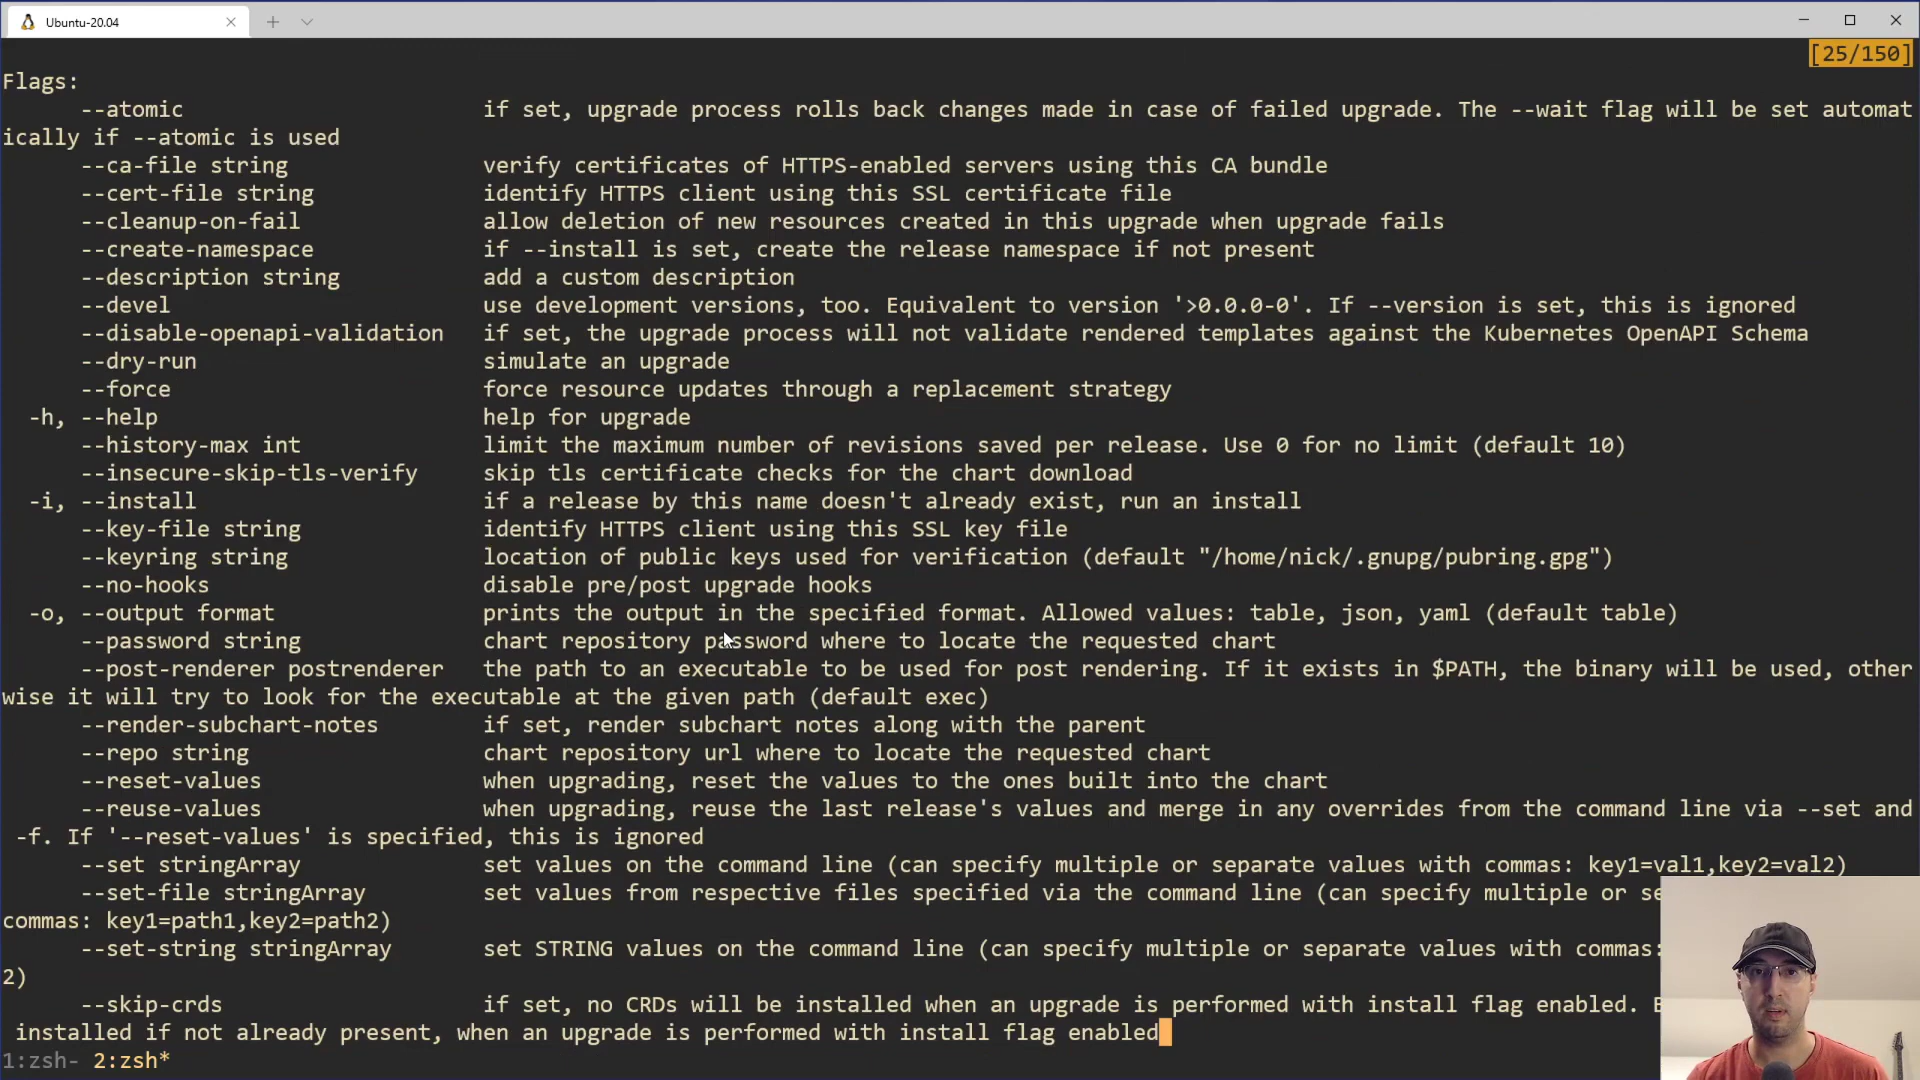 Ubuntu-20.04
[25/150]
Flags:
--atomic if set, upgrade process rolls back changes made in case of failed upgrade. The --wait flag will be set automat
ically if --atomic is used
--ca-file string verify certificates of HTTPS-enabled servers using this CA bundle
--cert-file string identify HTTPS client using this SSL certificate file
--cleanup-on-fail allow deletion of new resources created in this upgrade when upgrade fails
--create-namespace if --install is set, create the release namespace if not present
--description string add a custom description
--devel use development versions, too. Equivalent to version '>0.0.0-0'. If --version is set, this is ignored
--disable-openapi-validation if set, the upgrade process will not validate rendered templates against the Kubernetes OpenAPI Schema
--dry-run simulate an upgrade
--force force resource updates through a replacement strategy
-h, --help help for upgrade
--history-max int limit the maximum number of revisions saved per release. Use 0 for no limit (default 10)
--insecure-skip-tls-verify skip tls certificate checks for the chart download
-i, --install if a release by this name doesn't already exist, run an install
--key-file string identify HTTPS client using this SSL key file
--keyring string location of public keys used for verification (default "/home/nick/.gnupg/pubring.gpg")
--no-hooks disable pre/post upgrade hooks
-o, --output format prints the output in the specified format. Allowed values: table, json, yaml (default table)
--password string chart repository password where to locate the requested chart
--post-renderer postrenderer the path to an executable to be used for post rendering. If it exists in $PATH, the binary will be used, other
wise it will try to look for the executable at the given path (default exec)
--render-subchart-notes if set, render subchart notes along with the parent
--repo string chart repository url where to locate the requested chart
--reset-values when upgrading, reset the values to the ones built into the chart
--reuse-values when upgrading, reuse the last release's values and merge in any overrides from the command line via --set and
-f. If '--reset-values' is specified, this is ignored
--set stringArray set values on the command line (can specify multiple or separate values with commas: key1=val1,key2=val2)
--set-file stringArray set values from respective files specified via the command line (can specify multiple or
commas: key1=path1,key2=path2)
--set-string stringArray set STRING values on the command line (can specify multiple or separate values with commas:
2)
--skip-crds if set, no CRDs will be installed when an upgrade is performed with install flag enabled.
installed if not already present, when an upgrade is performed with install flag enabled
1:zsh- 2:zsh*